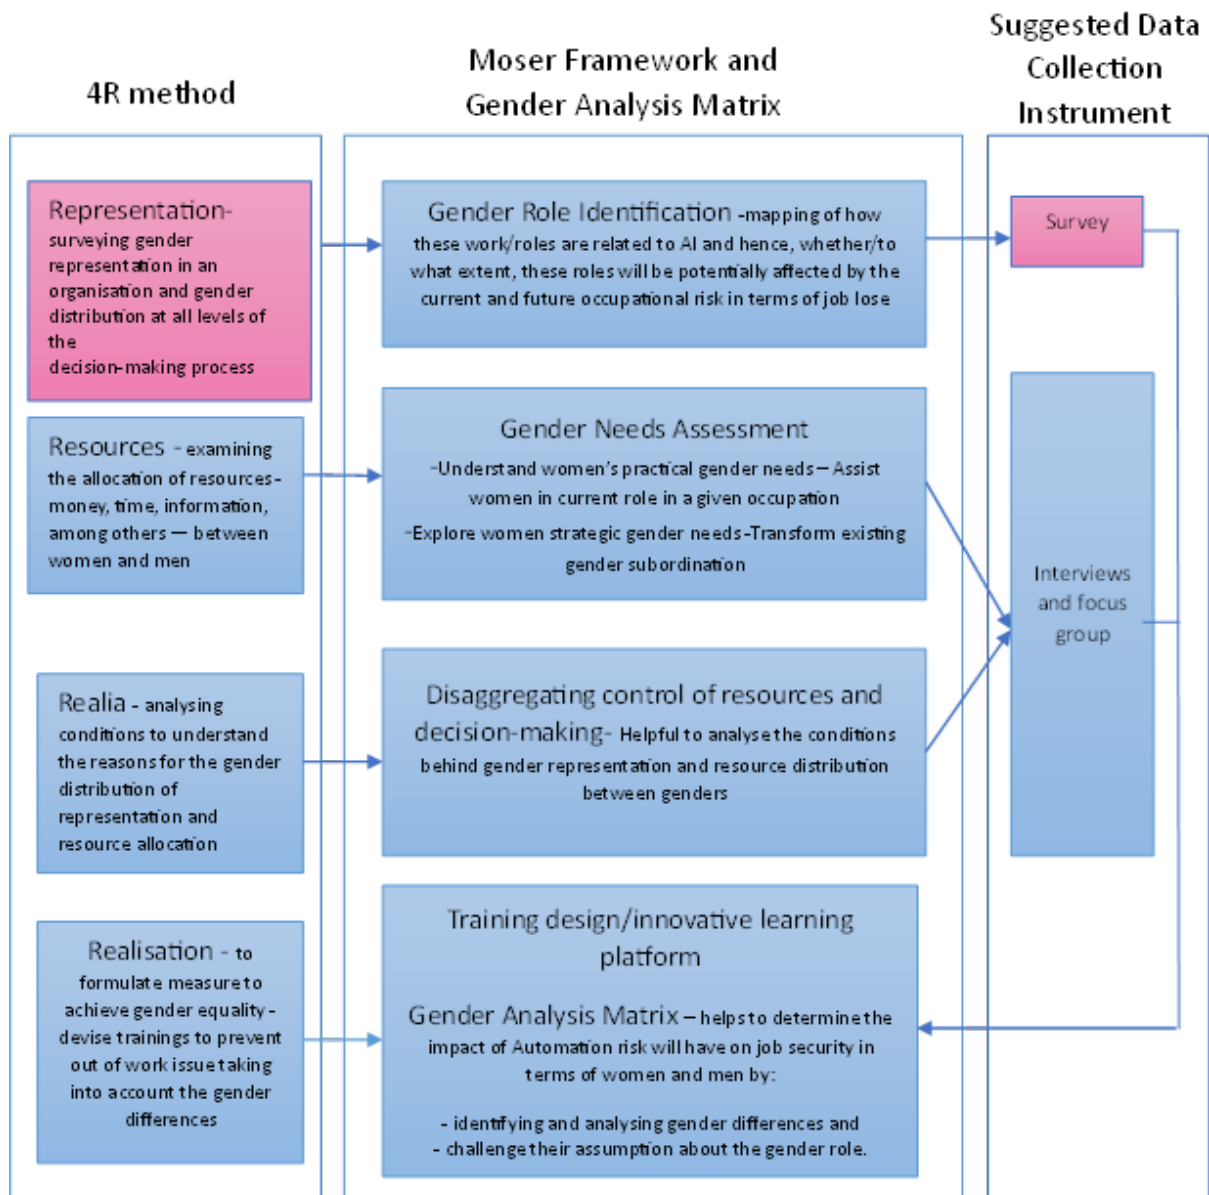 4R method
Moser Framework and
Gender Analysis Matrix
Suggested Data
Collection
Instrument
Representation-
surveying gender
representation in an
organisation and gender
distribution at all levels of
the
decision-making process
Gender Role Identification -mapping of how
these work/roles are related to AI and hence, whether/to
what extent, these roles will be potentially affected by the
current and future occupational risk in terms of job lose
Survey
Resources - examining
the allocation of resources-
money, time, information,
among others — between
women and men
Gender Needs Assessment
-Understand women's practical gender needs – Assist
women in current role in a given occupation
-Explore women strategic gender needs-Transform existing
gender subordination
Interviews
and focus
group
Realia - analysing
conditions to understand
the reasons for the gender
distribution of
representation and
resource allocation
Disaggregating control of resources and
decision-making- Helpful to analyse the conditions
behind gender representation and resource distribution
between genders
Realisation - to
formulate measure to
achieve gender equality -
devise trainings to prevent
out of work issue taking
into account the gender
differences
Training design/innovative learning
platform
Gender Analysis Matrix – helps to determine the
impact of Automation risk will have on job security in
terms of women and men by:
- identifying and analysing gender differences and
- challenge their assumption about the gender role.